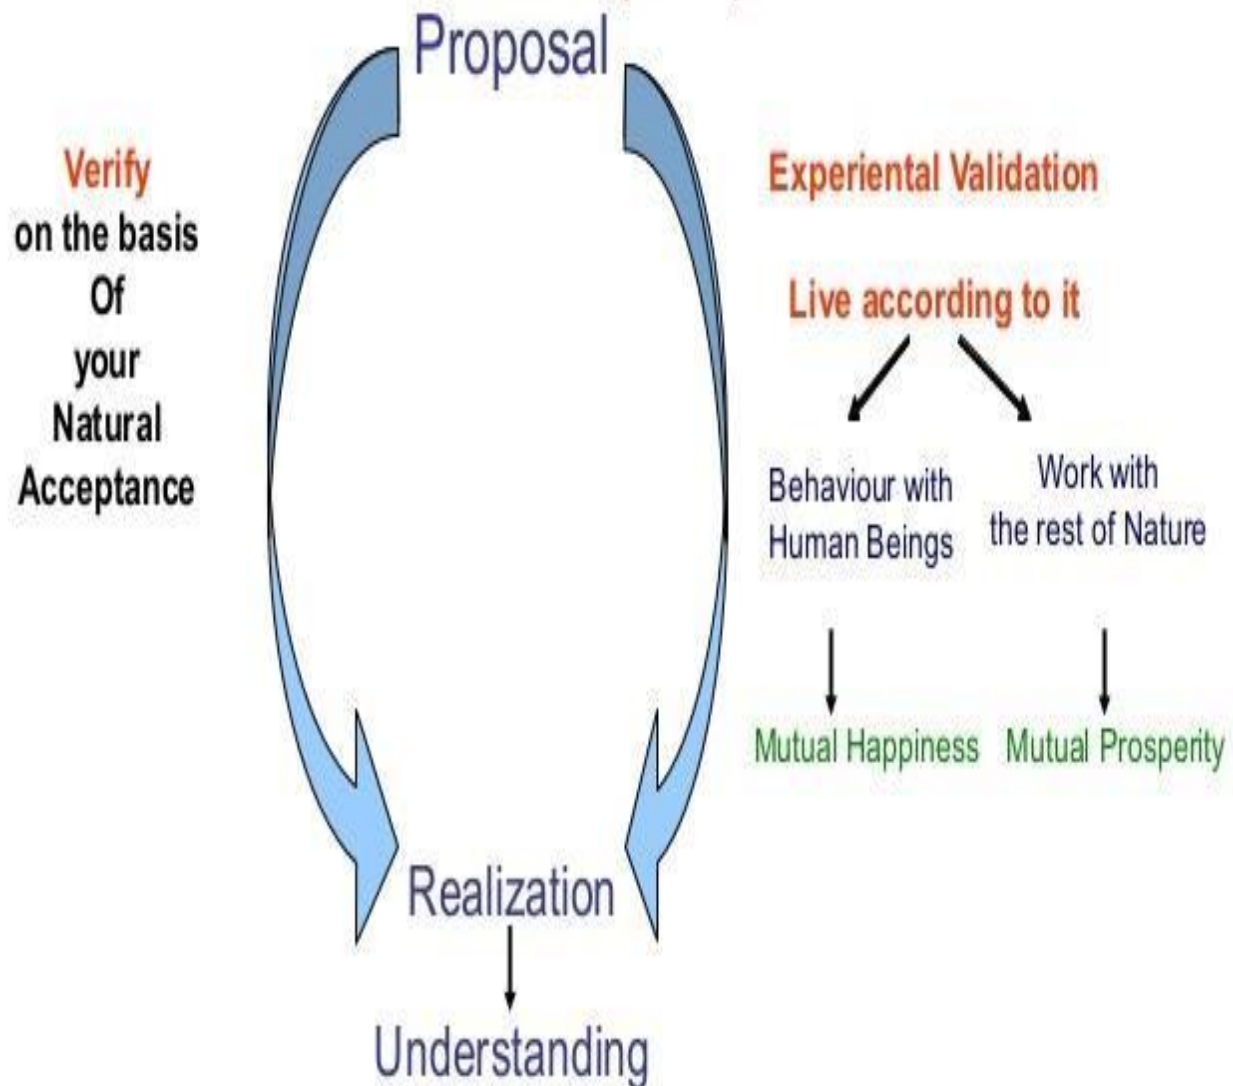 Proposal
Verify
on the basis
Of
your
Natural
Acceptance
Experiental Validation
Live according to it
Behaviour with
Human Beings
Work with
the rest of Nature
Mutual Happiness
Mutual Prosperity
Realization
Understanding